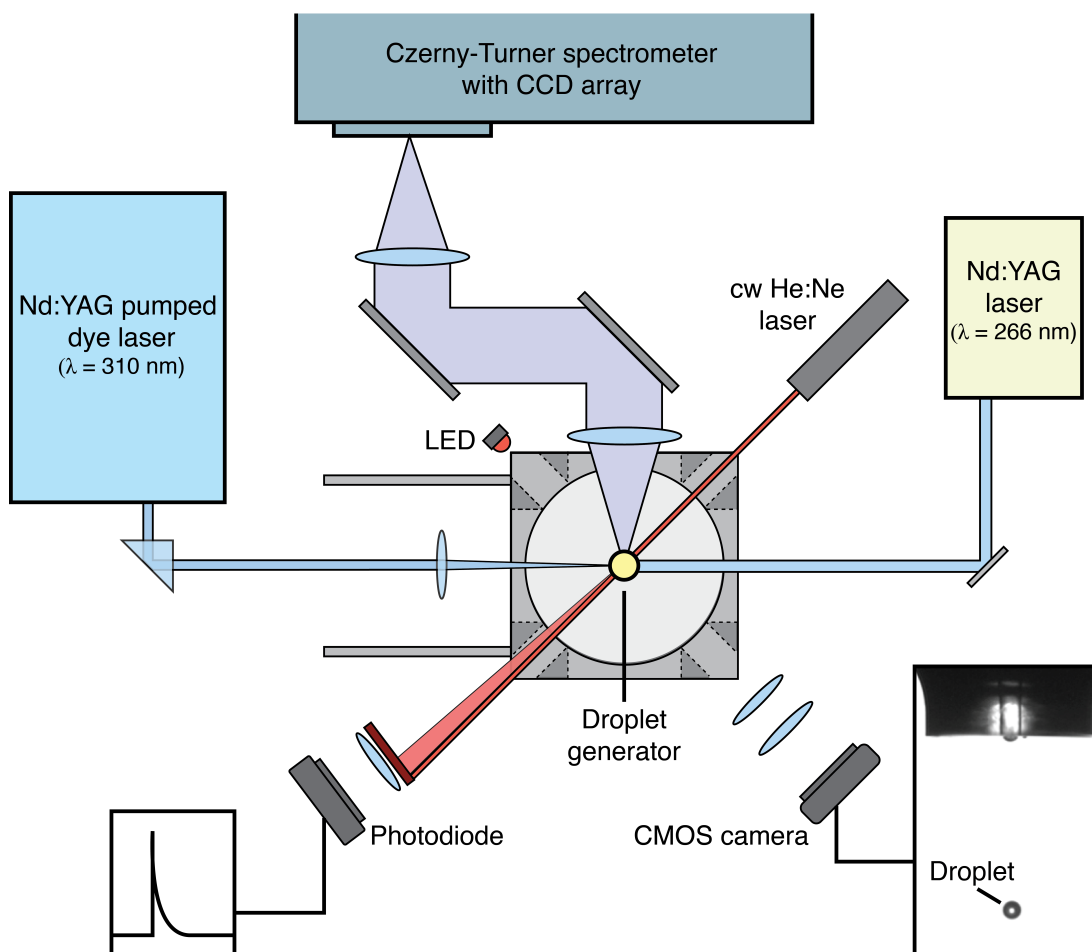 Czerny-Turner spectrometer
with CCD array
Nd:YAG pumped
dye laser
(λ = 310 nm)
cw He:Ne
laser
Nd:YAG
laser
(λ = 266 nm)
LED
Droplet
generator
Photodiode
CMOS camera
Droplet